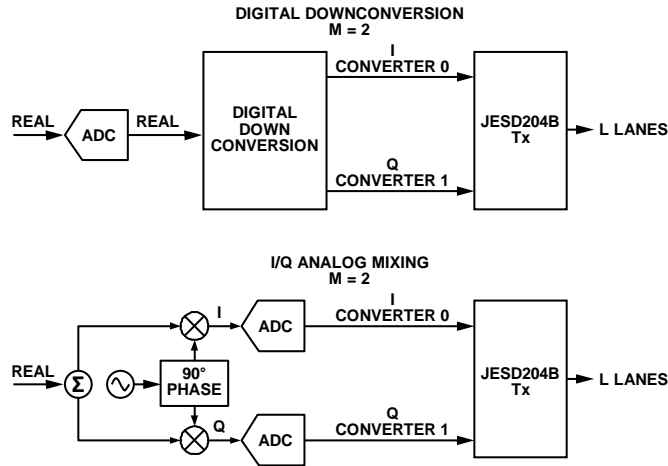 DIGITAL DOWNCONVERSION
M = 2
I
CONVERTER 0
REAL
ADC
REAL
DIGITAL
DOWN
CONVERSION
JESD204B
Tx
L LANES
Q
CONVERTER 1
I/Q ANALOG MIXING
M = 2
I
ADC
I
CONVERTER 0
REAL
Σ
90°
PHASE
JESD204B
Tx
L LANES
Q
ADC
Q
CONVERTER 1